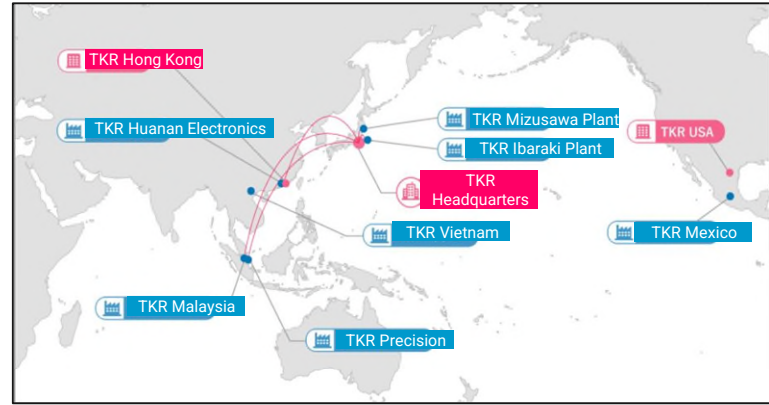 TKR Hong Kong
TKR Huanan Electronics
TKR Mizusawa Plant
TKR Ibaraki Plant
TKR USA
TKR
Headquarters
TKR Vietnam
TKR Mexico
TKR Malaysia
TKR Precision